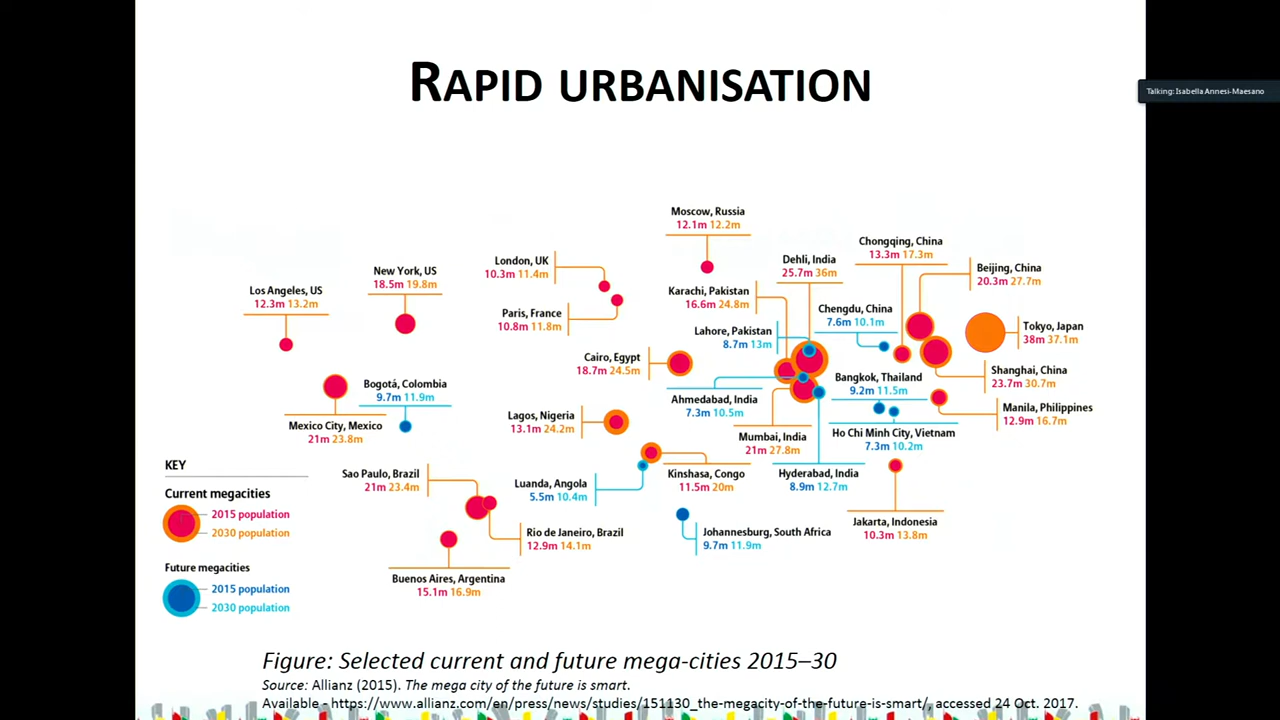 RAPID URBANISATION
Talking: Isabella Annesi-Maesano
Moscow, Russia
12.1m 12.2m
Chongqing, China
13.3m 17.3m
London, UK
10.3m 11.4m
Dehli, India
25.7m 36m
Beijing, China
20.3m 27.7m
New York, US
18.5m 19.8m
Los Angeles, US
12.3m 13.2m
Karachi, Pakistan
16.6m 24.8m
Paris, France
10.8m 11.8m
Chengdu, China
7.6m 10.1m
Lahore, Pakistan
8.7m 13m
Tokyo, Japan
38m 37.1m
Cairo, Egypt
18.7m 24.5m
Shanghai, China
23.7m 30.7m
Bangkok, Thailand
9.2m 11.5m
Bogotá, Colombia
9.7m 11.9m
Ahmedabad, India
7.3m 10.5m
Manila, Philippines
12.9m 16.7m
Lagos, Nigeria
13.1m 24.2m
Mexico City, Mexico
21m 23.8m
Mumbai, India
21m 27.8m
Ho Chi Minh City, Vietnam
7.3m 10.2m
KEY
Current megacities
2015 population
2030 population
Future megacities
2015 population
2030 population
Sao Paulo, Brazil
21m 23.4m
Luanda, Angola
5.5m 10.4m
Kinshasa, Congo
11.5m 20m
Hyderabad, India
8.9m 12.7m
Jakarta, Indonesia
10.3m 13.8m
Rio de Janeiro, Brazil
12.9m 14.1m
Johannesburg, South Africa
9.7m 11.9m
Buenos Aires, Argentina
15.1m 16.9m
Figure: Selected current and future mega-cities 2015–30
Source: Allianz (2015). The mega city of the future is smart.
Available - https://www.allianz.com/en/press/news/studies/151130_the-megacity-of-the-future-is-smart/, accessed 24 Oct. 2017.